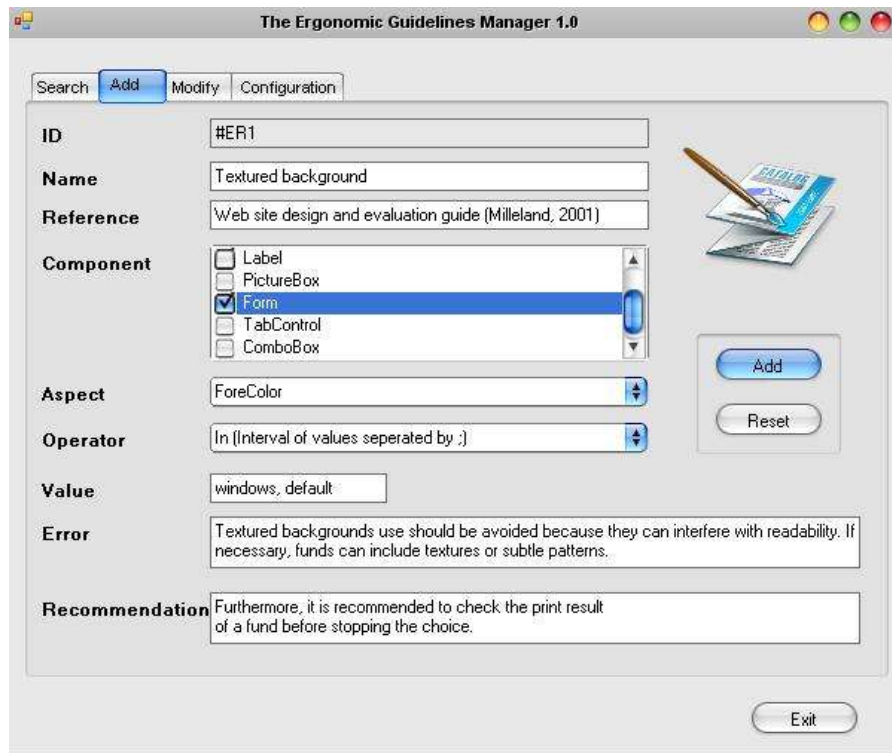 The Ergonomic Guidelines Manager 1.0
Search Add Modify Configuration
ID #ER1
Name Textured background
Reference Web site design and evaluation guide (Milleland, 2001)
Component
Label
PictureBox
Form
TabControl
ComboBox
CATALOG
Aspect ForeColor
Operator In (Interval of values seperated by ;)
Add
Reset
Value windows, default
Error Textured backgrounds use should be avoided because they can interfere with readability. If
necessary, funds can include textures or subtle patterns.
Recommendation Furthermore, it is recommended to check the print result
of a fund before stopping the choice.
Exit